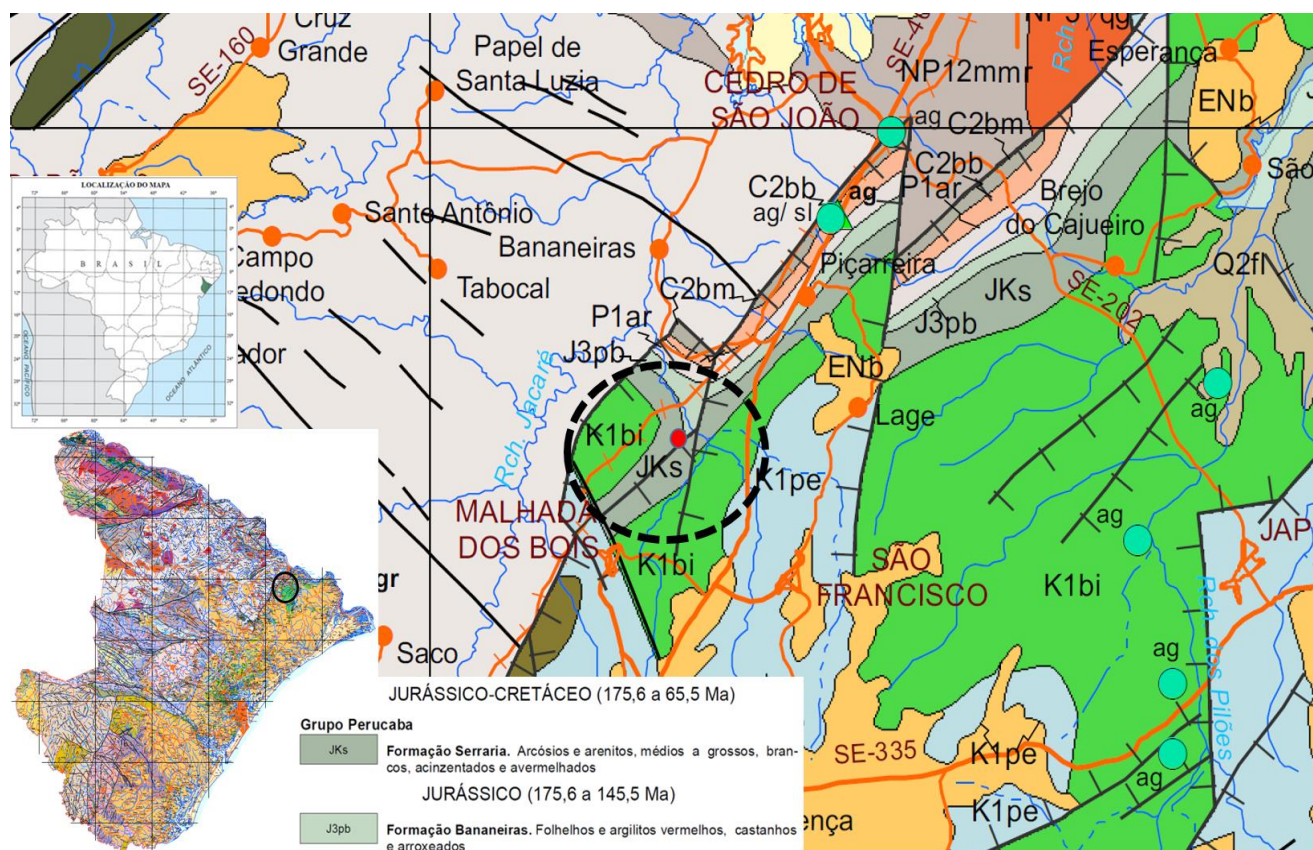 Cruz
Grande
SE-160
Papel de
Santa Luzia
CEDRO DE
SÃO JOÃO
NP12mmr
Rch.
Esperança
ENb
ag
C2bm
C2bb
P1ar
São
Brejo
do Cajueiro
C2bb
ag/ sl
ag
Santo Antônio
Bananeiras
Piçarreira
Q2fl
Campo
edondo
Tabocal
C2bm
JKs
SE-202
J3pb
ador
P1ar
J3pb
Rch. Jacaré
ENb
Lage
ag
K1bi
JKs
K1pe
MALHADA
DOS BOIS
K1bi
SÃO
FRANCISCO
ag
JAP
K1bi
gr
Saco
ag
Rch. dos Pilões
SE-335
K1pe
ag
K1pe
ença
LOCALIZAÇÃO DO MAPA
BRASIL
OCEANO PACÍFICO
OCEANO ATLÂNTICO
JURÁSSICO-CRETÁCEO (175,6 a 65,5 Ma)
Grupo Perucaba
JKs
Formação Serraria. Arcósios e arenitos, médios a grossos, bran-
cos, acinzentados e avermelhados
JURÁSSICO (175,6 a 145,5 Ma)
J3pb
Formação Bananeiras. Folhelhos e argilitos vermelhos, castanhos
e arroxeados